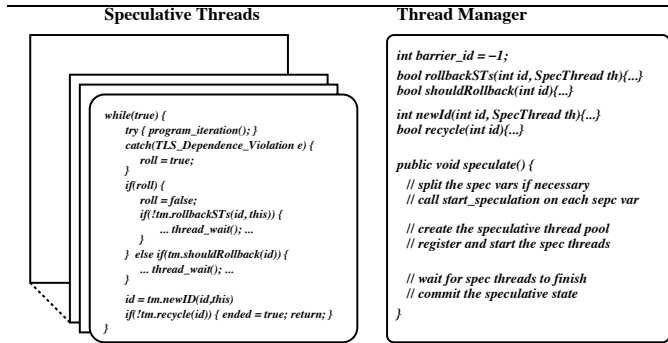 Speculative Threads
while(true) {
try { program_iteration(); }
catch(TLS_Dependence_Violation e) {
roll = true;
}
if(roll) {
roll = false;
if(!tm.rollbackSTs(id, this)) {
... thread_wait(); ...
}
} else if(tm.shouldRollback(id)) {
... thread_wait(); ...
}
id = tm.newID(id,this)
if(!tm.recycle(id)) { ended = true; return; }
}
Thread Manager
int barrier_id = −1;
bool rollbackSTs(int id, SpecThread th){...}
bool shouldRollback(int id){...}
int newId(int id, SpecThread th){...}
bool recycle(int id){...}
public void speculate() {
// split the spec vars if necessary
// call start_speculation on each sepc var
// create the speculative thread pool
// register and start the spec threads
// wait for spec threads to finish
// commit the speculative state
}